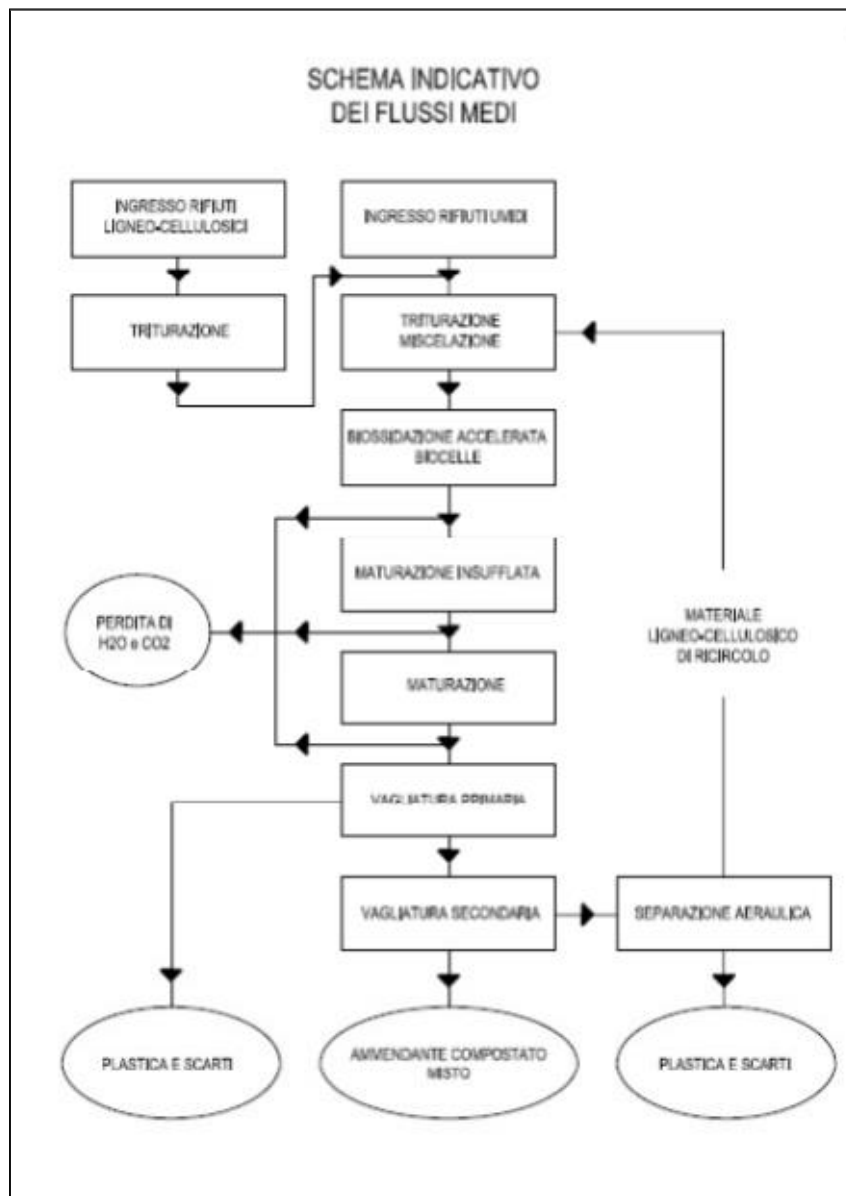 SCHEMA INDICATIVO
DEI FLUSSI MEDI
INGRESSO RIFIUTI
LIGNEO-CELLULOSICI
INGRESSO RIFIUTI UMIDI
TRITURAZIONE
TRITURAZIONE
MISCELAZIONE
BIOSSIDAZIONE ACCELERATA
BIOCELLE
MATURAZIONE INSUFFLATA
PERDITA DI
H2O e CO2
MATERIALE
LIGNEO-CELLULOSICO
DI RICIRCOLO
MATURAZIONE
VAGLIATURA PRIMARIA
VAGLIATURA SECONDARIA
SEPARAZIONE AERAULICA
PLASTICA E SCARTI
AMMENDANTE COMPOSTATO
MISTO
PLASTICA E SCARTI